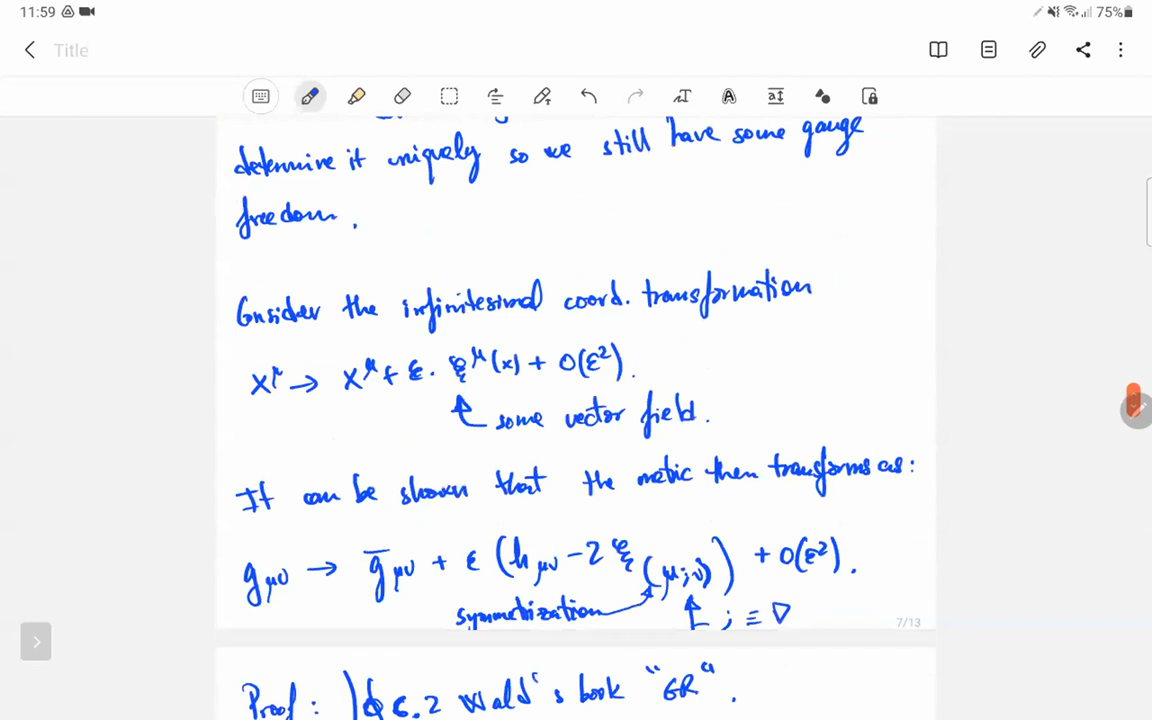 11:59
75%
Title
determine it uniquely so we still have some gauge
freedom.
Consider the infinitesimal coord. transformation
x^μ → x^μ + ε · ξ^μ(x) + O(ε²).
some vector field.
It can be shown that the metric then transforms as:
g_μν → g̅_μν + ε (h_μν - 2 ξ_(μ;ν)) + O(ε²).
symmetrization
; ≡ ∇
7/13
Proof: 6.2 Wald's book "GR".